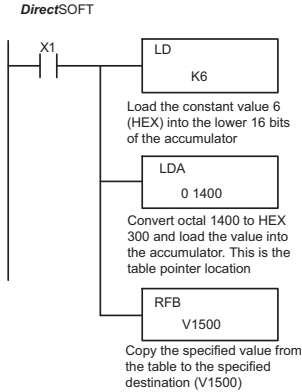 DirectSOFT
X1
LD
K6
Load the constant value 6
(HEX) into the lower 16 bits
of the accumulator
LDA
0 1400
Convert octal 1400 to HEX
300 and load the value into
the accumulator. This is the
table pointer location
RFB
V1500
Copy the specified value from
the table to the specified
destination (V1500)